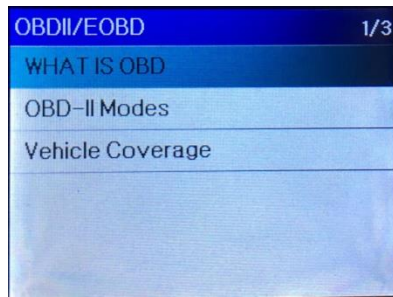 OBDII/EOBD 1/3
WHAT IS OBD
OBD-II Modes
Vehicle Coverage